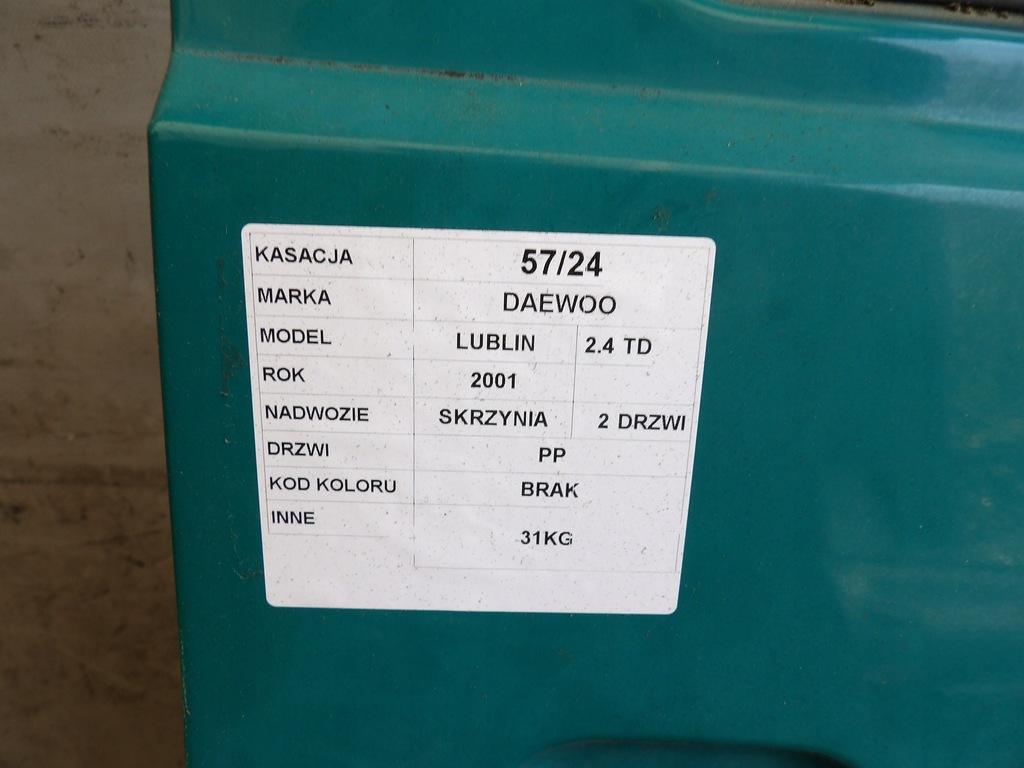 KASACJA 57/24
MARKA DAEWOO
MODEL LUBLIN 2.4 TD
ROK 2001
NADWOZIE SKRZYNIA 2 DRZWI
DRZWI PP
KOD KOLORU BRAK
INNE 31KG